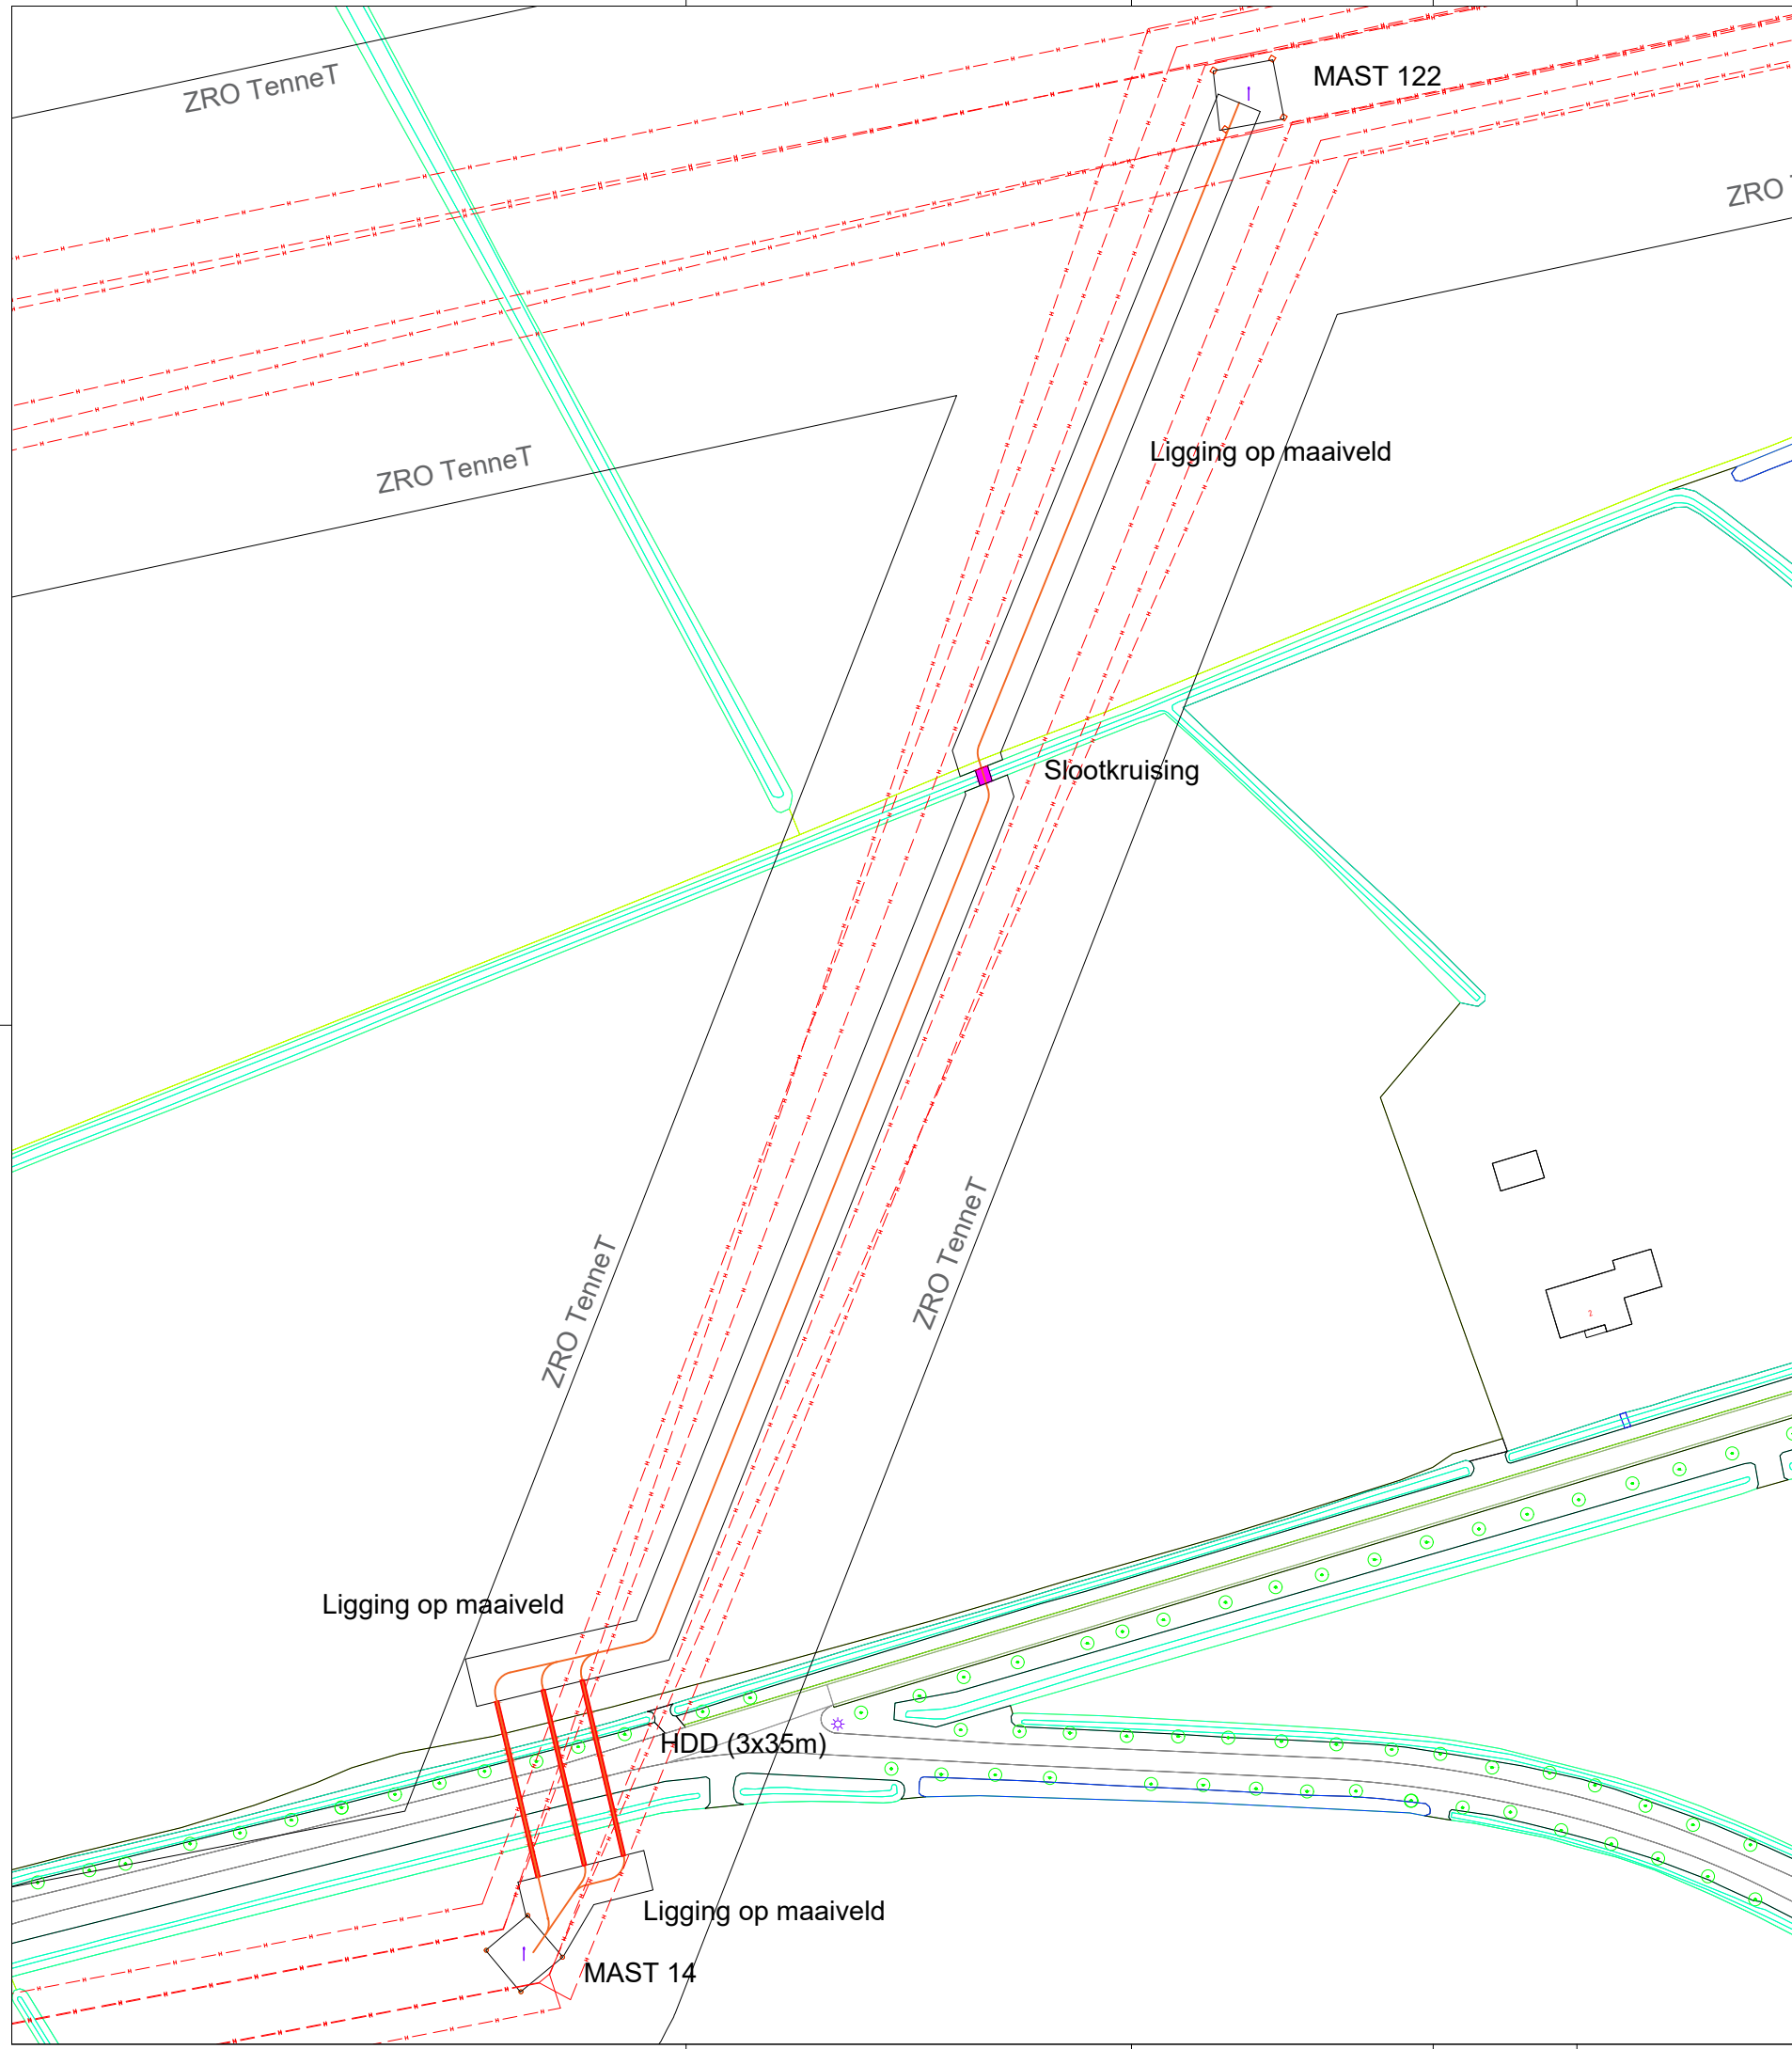 ZRO TenneT
MAST 122
ZRO
ZRO TenneT
Ligging op maaiveld
Slootkruising
ZRO TenneT
ZRO TenneT
2
Ligging op maaiveld
HDD (3x35m)
Ligging op maaiveld
MAST 14